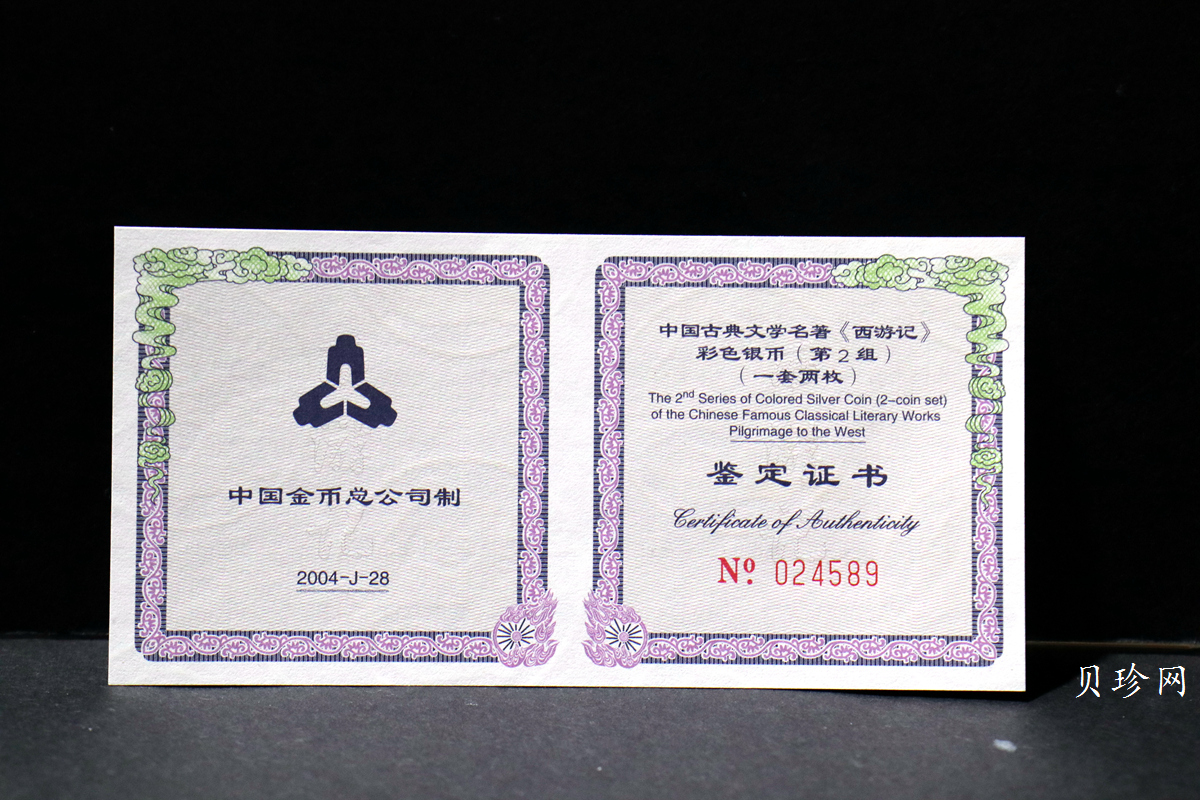 中国金币总公司制
2004-J-28
中国古典文学名著《西游记》
彩色银币（第2组）
（一套两枚）
The 2nd Series of Colored Silver Coin (2-coin set)
of the Chinese Famous Classical Literary Works
Pilgrimage to the West
鉴定证书
Certificate of Authenticity
Nº 024589
贝珍网